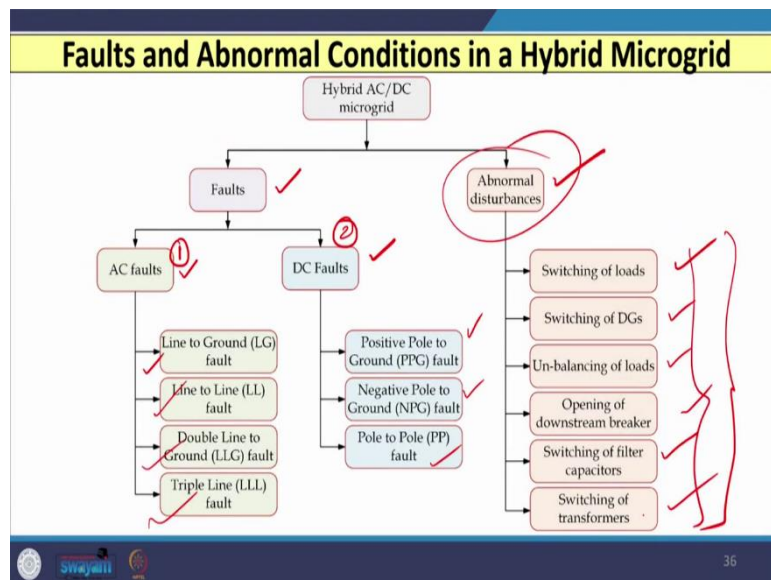 Faults and Abnormal Conditions in a Hybrid Microgrid
Hybrid AC/DC
microgrid
Faults
Abnormal
disturbances
1
2
AC faults
DC Faults
Line to Ground (LG)
fault
Line to Line (LL)
fault
Double Line to
Ground (LLG) fault
Triple Line (LLL)
fault
Positive Pole to
Ground (PPG) fault
Negative Pole to
Ground (NPG) fault
Pole to Pole (PP)
fault
Switching of loads
Switching of DGs
Un-balancing of loads
Opening of
downstream breaker
Switching of filter
capacitors
Switching of
transformers
swayam
36